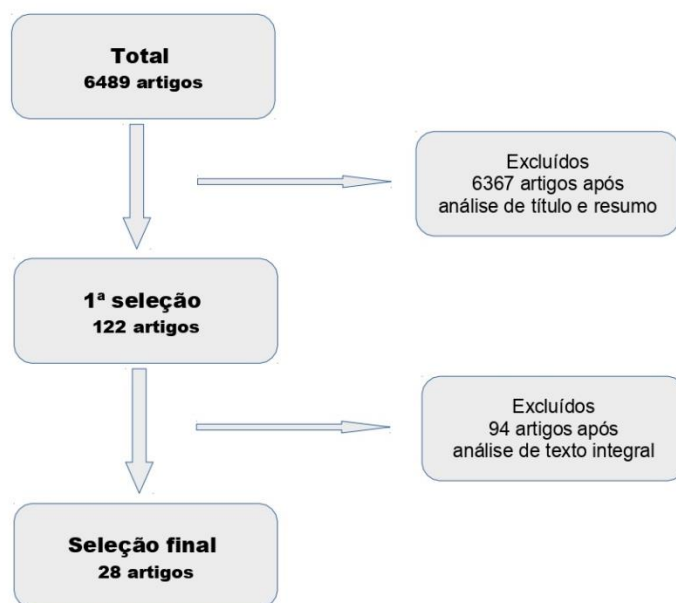 Total
6489 artigos
Excluídos
6367 artigos após
análise de título e resumo
1ª seleção
122 artigos
Excluídos
94 artigos após
análise de texto integral
Seleção final
28 artigos